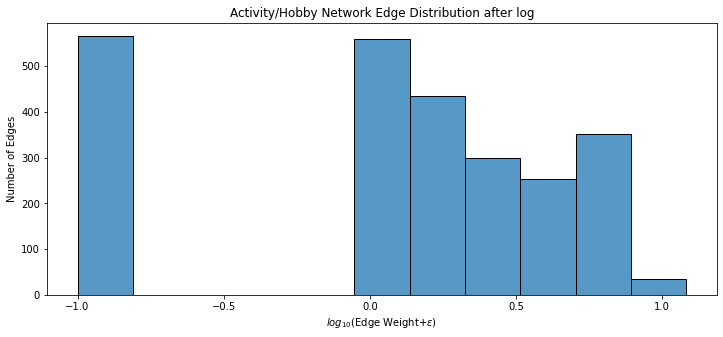 Activity/Hobby Network Edge Distribution after log
Number of Edges
500
400
300
200
100
0
−1.0 −0.5 0.0 0.5 1.0
log₁₀(Edge Weight+ε)